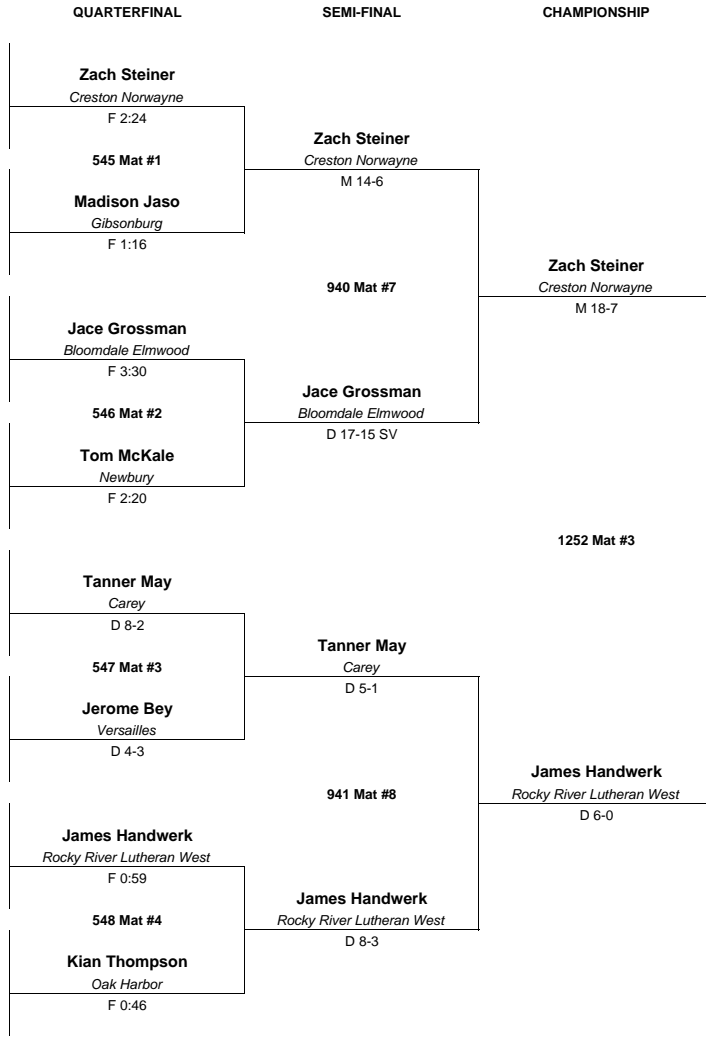 QUARTERFINAL SEMI-FINAL CHAMPIONSHIP
Zach Steiner
Creston Norwayne
F 2:24
545 Mat #1
Madison Jaso
Gibsonburg
F 1:16
Zach Steiner
Creston Norwayne
M 14-6
940 Mat #7
Jace Grossman
Bloomdale Elmwood
F 3:30
546 Mat #2
Tom McKale
Newbury
F 2:20
Jace Grossman
Bloomdale Elmwood
D 17-15 SV
Zach Steiner
Creston Norwayne
M 18-7
1252 Mat #3
Tanner May
Carey
D 8-2
547 Mat #3
Jerome Bey
Versailles
D 4-3
Tanner May
Carey
D 5-1
941 Mat #8
James Handwerk
Rocky River Lutheran West
F 0:59
548 Mat #4
Kian Thompson
Oak Harbor
F 0:46
James Handwerk
Rocky River Lutheran West
D 8-3
James Handwerk
Rocky River Lutheran West
D 6-0